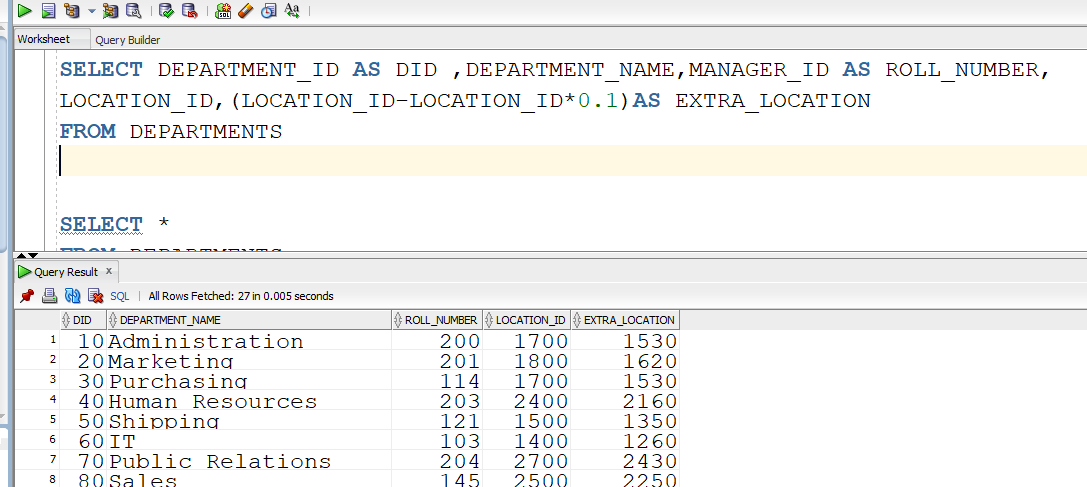 Worksheet Query Builder
SELECT DEPARTMENT_ID AS DID ,DEPARTMENT_NAME,MANAGER_ID AS ROLL_NUMBER,
LOCATION_ID,(LOCATION_ID-LOCATION_ID*0.1)AS EXTRA_LOCATION
FROM DEPARTMENTS
SELECT *
FROM DEPARTMENTS
Query Result x
SQL | All Rows Fetched: 27 in 0.005 seconds
DID DEPARTMENT_NAME ROLL_NUMBER LOCATION_ID EXTRA_LOCATION
1 10 Administration 200 1700 1530
2 20 Marketing 201 1800 1620
3 30 Purchasing 114 1700 1530
4 40 Human Resources 203 2400 2160
5 50 Shipping 121 1500 1350
6 60 IT 103 1400 1260
7 70 Public Relations 204 2700 2430
8 80 Sales 145 2500 2250